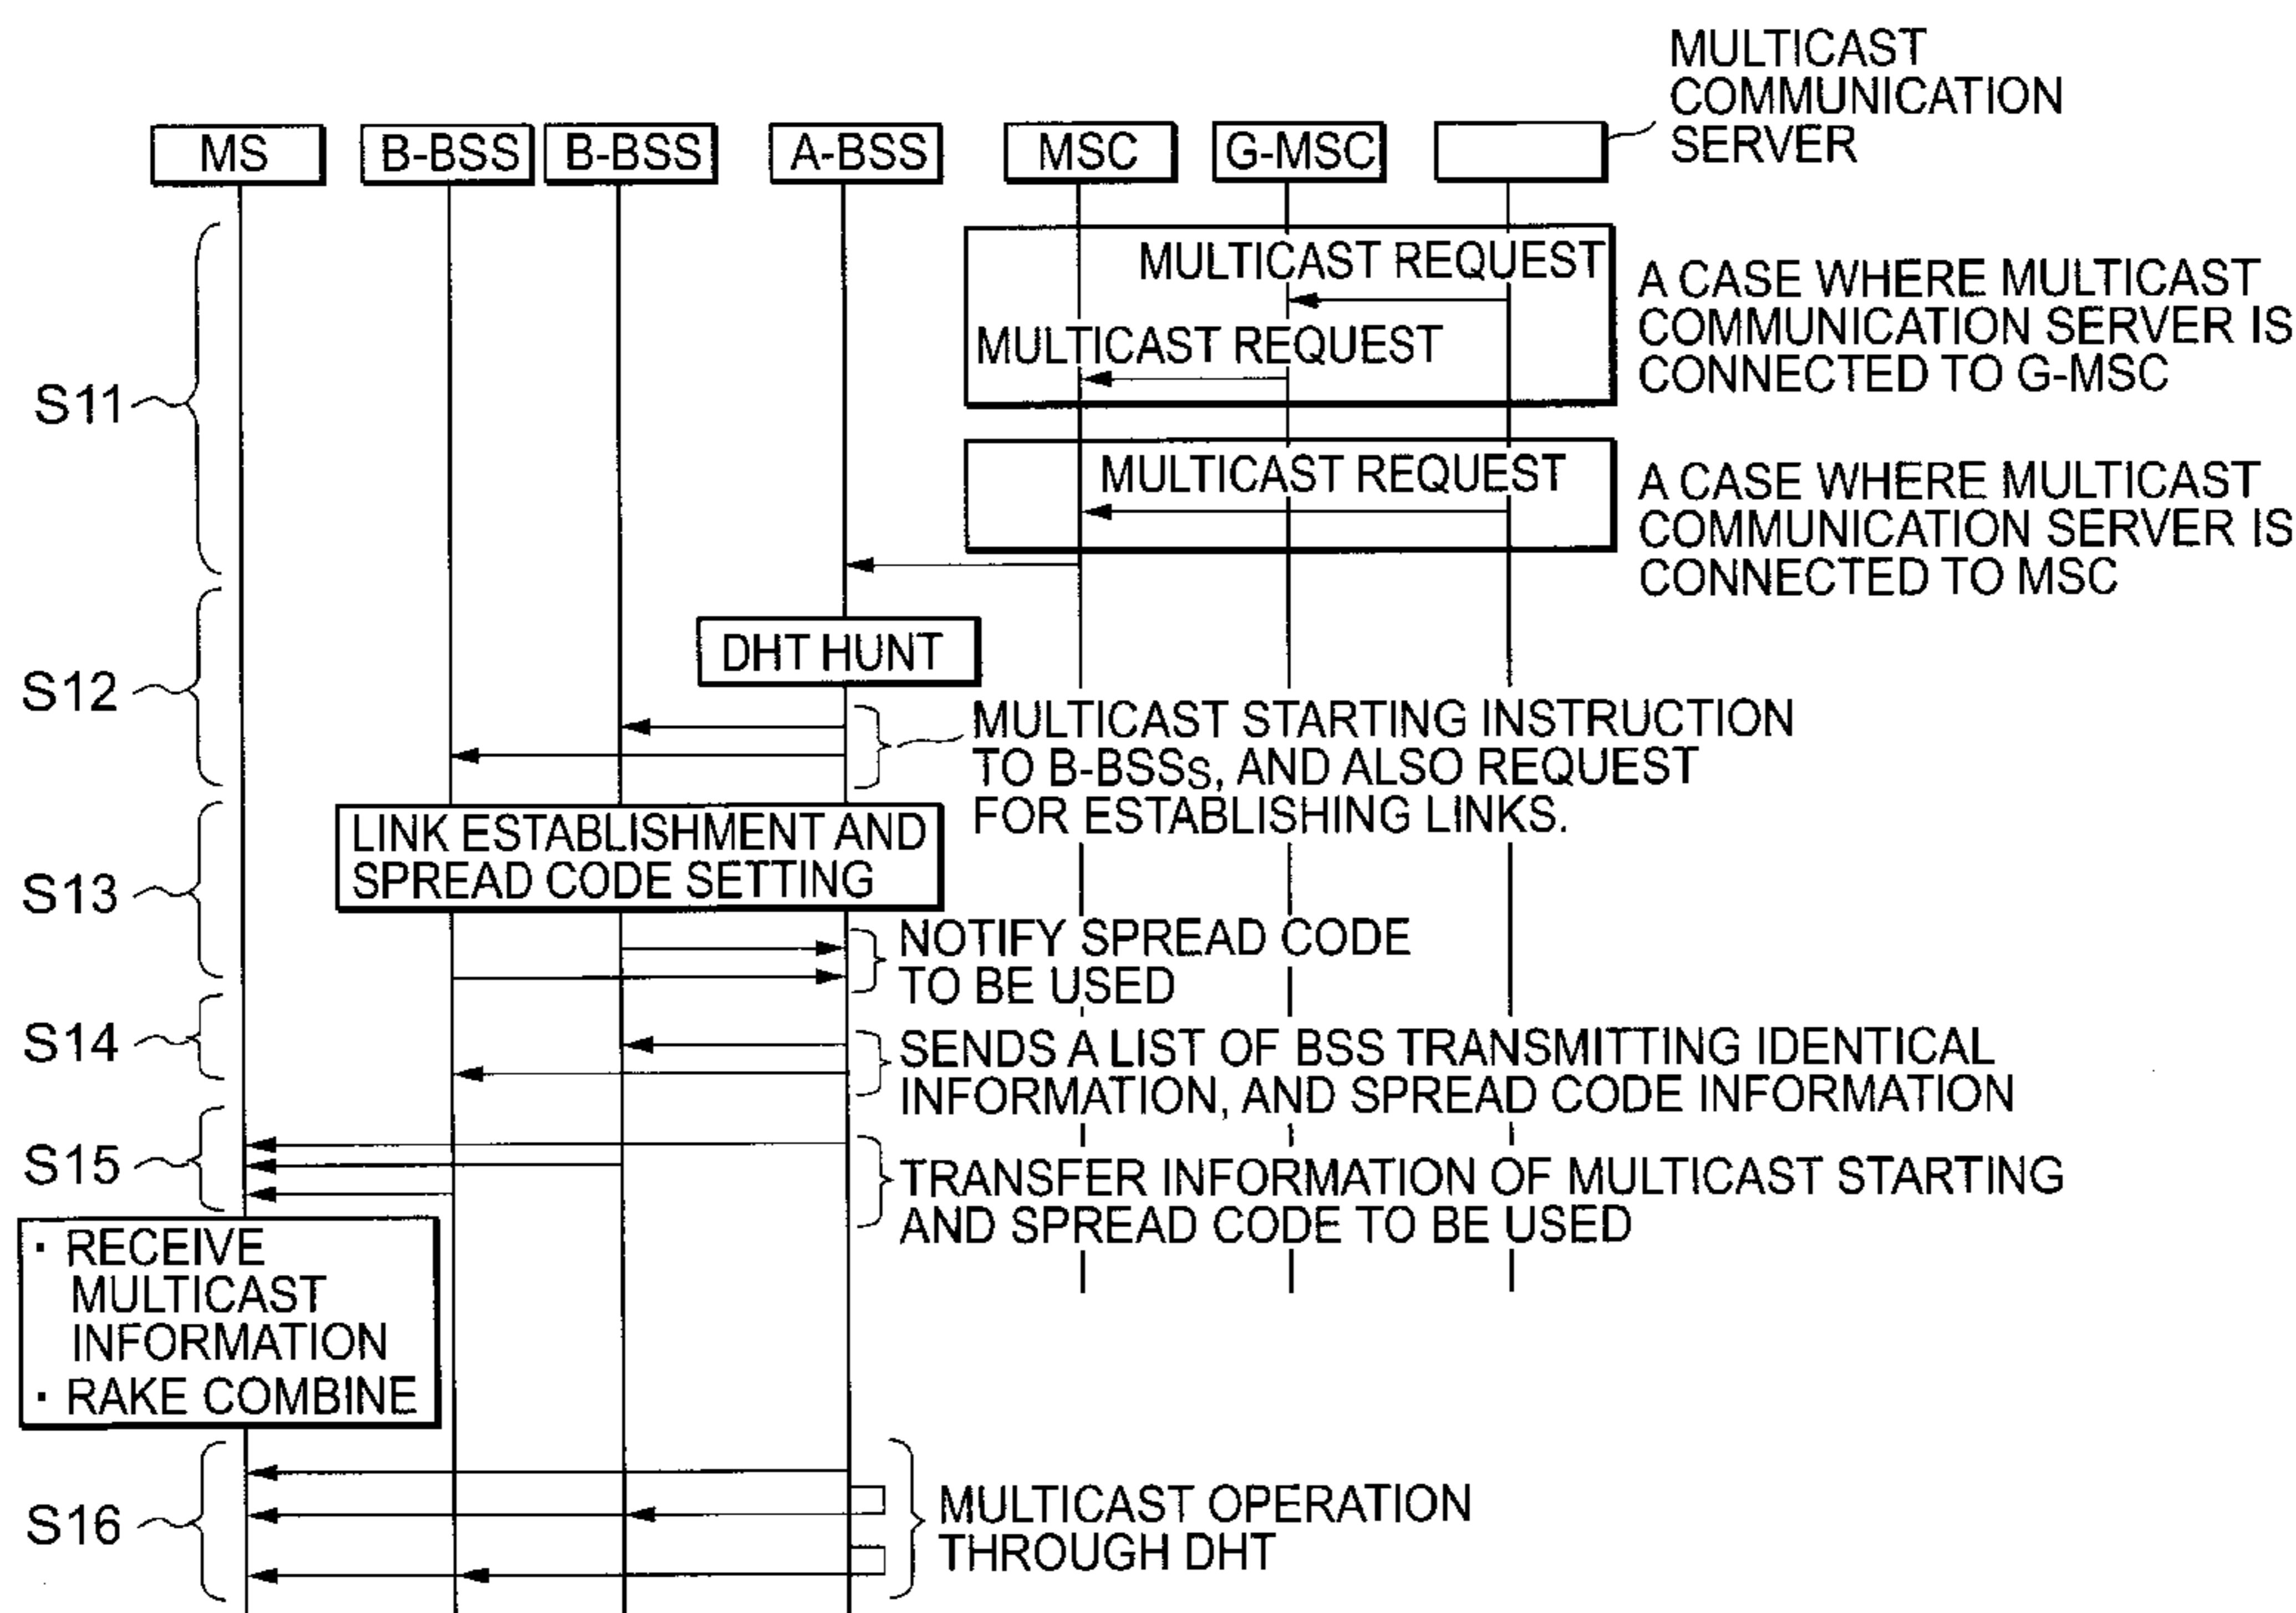 MULTICAST
COMMUNICATION
SERVER
MS
B-BSS
B-BSS
A-BSS
MSC
G-MSC
S11
MULTICAST REQUEST
MULTICAST REQUEST
A CASE WHERE MULTICAST
COMMUNICATION SERVER IS
CONNECTED TO G-MSC
MULTICAST REQUEST
A CASE WHERE MULTICAST
COMMUNICATION SERVER IS
CONNECTED TO MSC
S12
DHT HUNT
MULTICAST STARTING INSTRUCTION
TO B-BSSs, AND ALSO REQUEST
FOR ESTABLISHING LINKS.
S13
LINK ESTABLISHMENT AND
SPREAD CODE SETTING
NOTIFY SPREAD CODE
TO BE USED
S14
SENDS A LIST OF BSS TRANSMITTING IDENTICAL
INFORMATION, AND SPREAD CODE INFORMATION
S15
TRANSFER INFORMATION OF MULTICAST STARTING
AND SPREAD CODE TO BE USED
· RECEIVE
MULTICAST
INFORMATION
· RAKE COMBINE
S16
MULTICAST OPERATION
THROUGH DHT